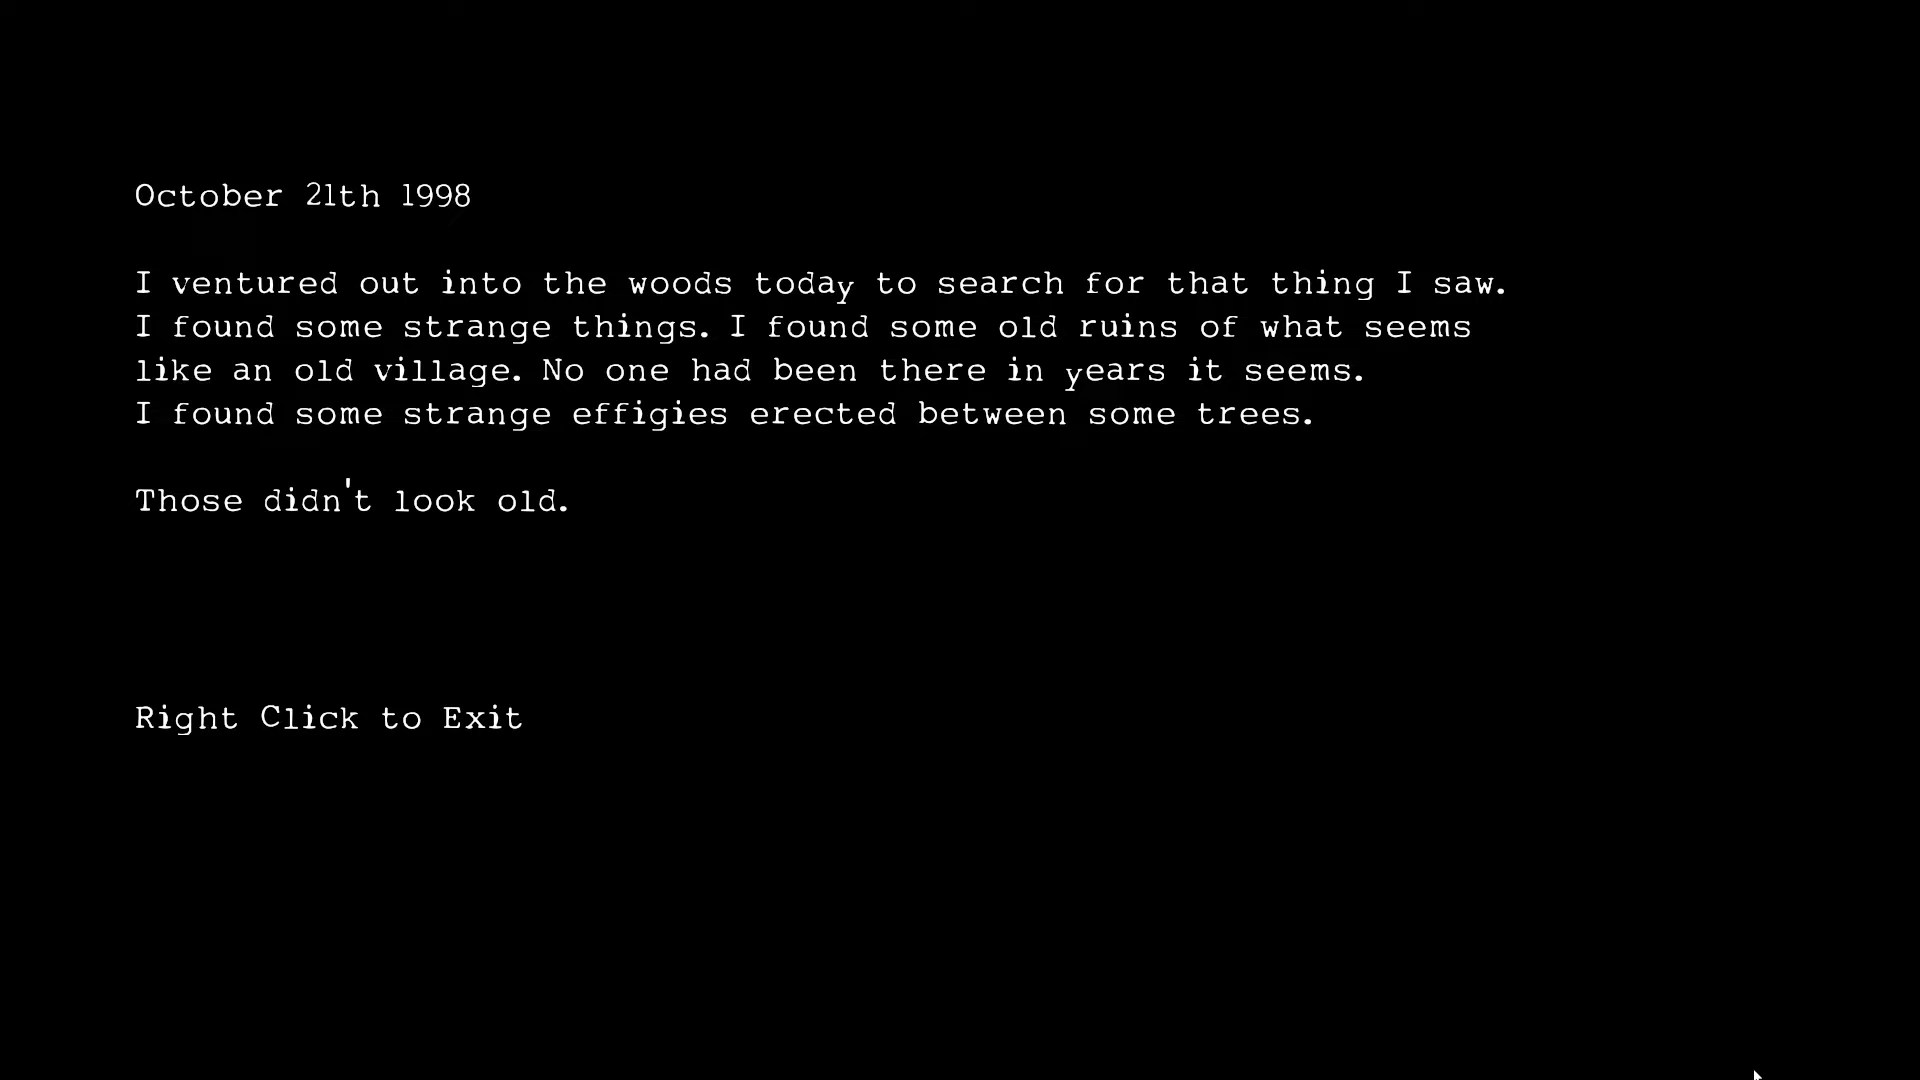 October 21th 1998
I ventured out into the woods today to search for that thing I saw.
I found some strange things. I found some old ruins of what seems
like an old village. No one had been there in years it seems.
I found some strange effigies erected between some trees.
Those didn't look old.
Right Click to Exit